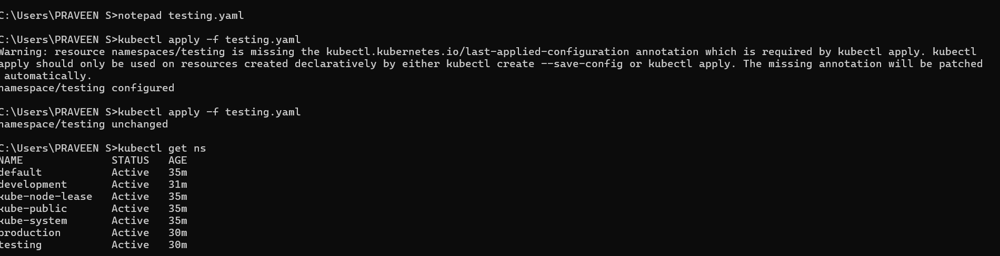 C:\Users\PRAVEEN S>notepad testing.yaml
C:\Users\PRAVEEN S>kubectl apply -f testing.yaml
Warning: resource namespaces/testing is missing the kubectl.kubernetes.io/last-applied-configuration annotation which is required by kubectl apply. kubectl
apply should only be used on resources created declaratively by either kubectl create --save-config or kubectl apply. The missing annotation will be patched
automatically.
namespace/testing configured
C:\Users\PRAVEEN S>kubectl apply -f testing.yaml
namespace/testing unchanged
C:\Users\PRAVEEN S>kubectl get ns
NAME STATUS AGE
default Active 35m
development Active 31m
kube-node-lease Active 35m
kube-public Active 35m
kube-system Active 35m
production Active 30m
testing Active 30m